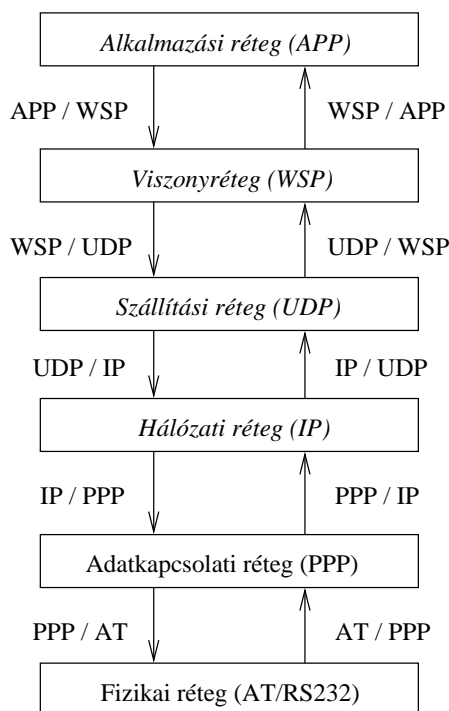 Alkalmazási réteg (APP)
APP / WSP
WSP / APP
Viszonyréteg (WSP)
WSP / UDP
UDP / WSP
Szállítási réteg (UDP)
UDP / IP
IP / UDP
Hálózati réteg (IP)
IP / PPP
PPP / IP
Adatkapcsolati réteg (PPP)
PPP / AT
AT / PPP
Fizikai réteg (AT/RS232)